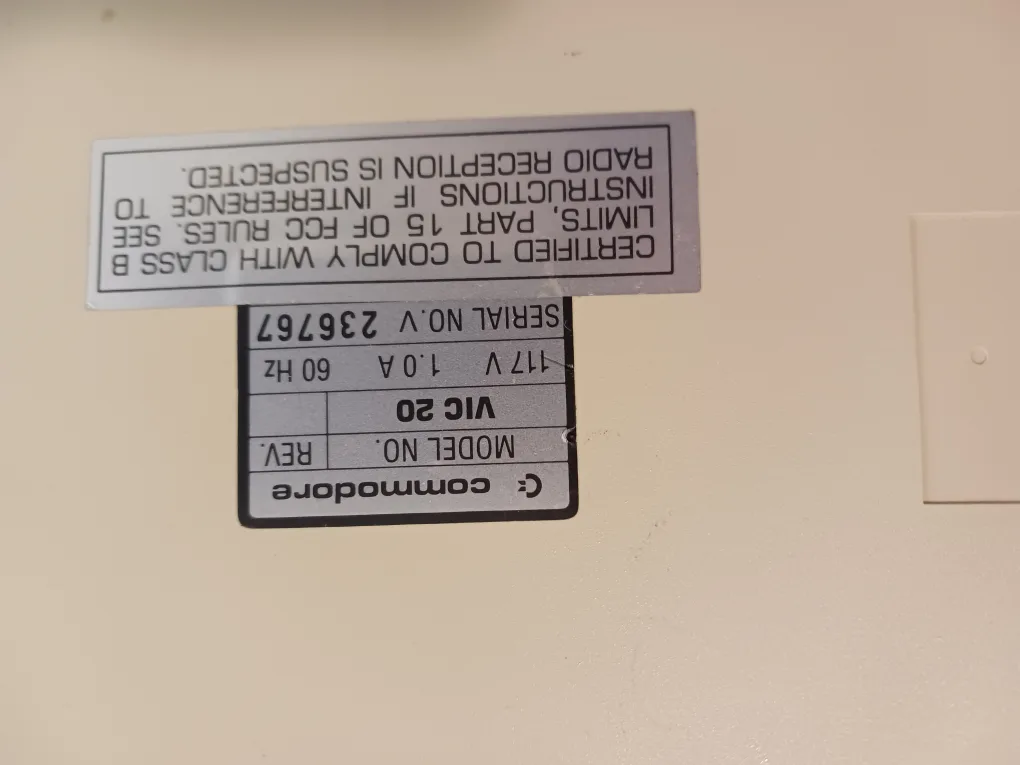 commodore
MODEL NO. REV.
VIC 20
117 V 1.0 A 60 Hz
SERIAL NO.V 236767
CERTIFIED TO COMPLY WITH CLASS B
LIMITS, PART 15 OF FCC RULES. SEE
INSTRUCTIONS IF INTERFERENCE TO
RADIO RECEPTION IS SUSPECTED.